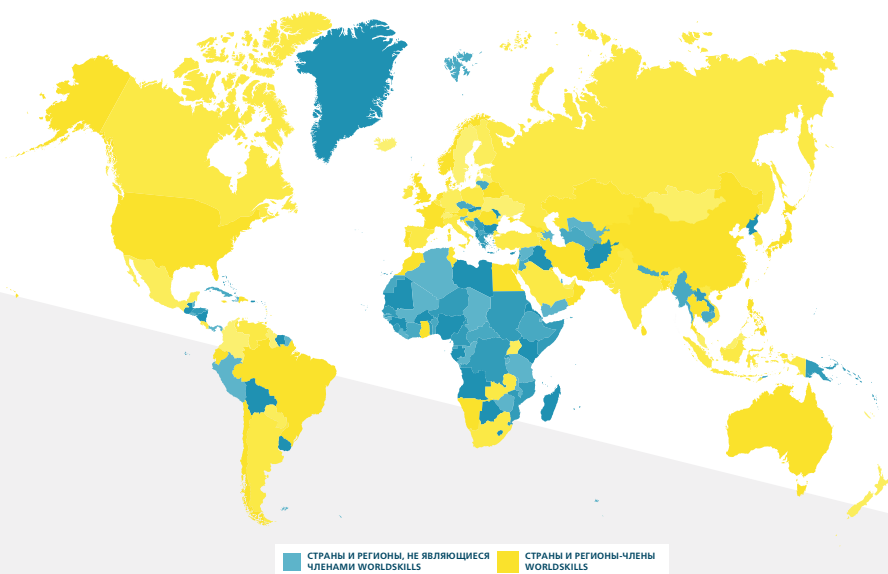 СТРАНЫ И РЕГИОНЫ, НЕ ЯВЛЯЮЩИЕСЯ
ЧЛЕНАМИ WORLDSKILLS
СТРАНЫ И РЕГИОНЫ-ЧЛЕНЫ
WORLDSKILLS